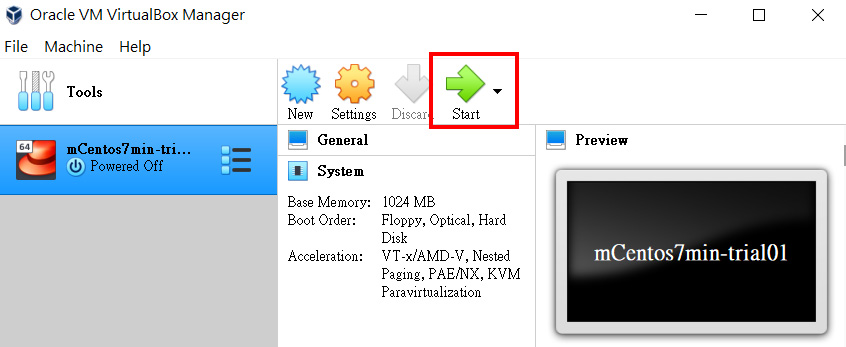 Oracle VM VirtualBox Manager
File Machine Help
Tools
New Settings Discard Start
64
mCentos7min-tri...
Powered Off
General
System
Base Memory: 1024 MB
Boot Order: Floppy, Optical, Hard
Disk
Acceleration: VT-x/AMD-V, Nested
Paging, PAE/NX, KVM
Paravirtualization
Preview
mCentos7min-trial01